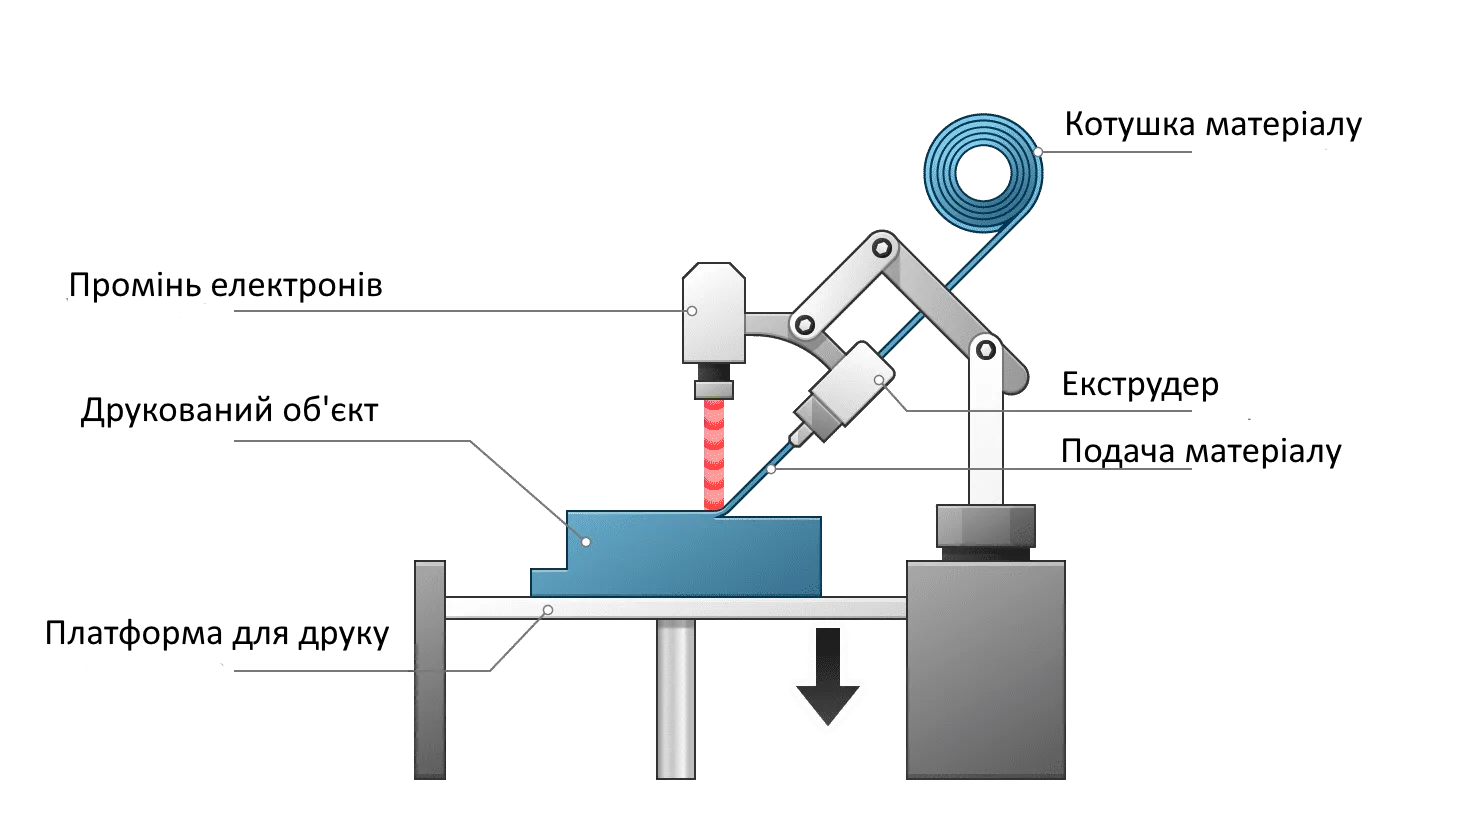 Котушка матеріалу
Промінь електронів
Екструдер
Друкований об'єкт
Подача матеріалу
Платформа для друку